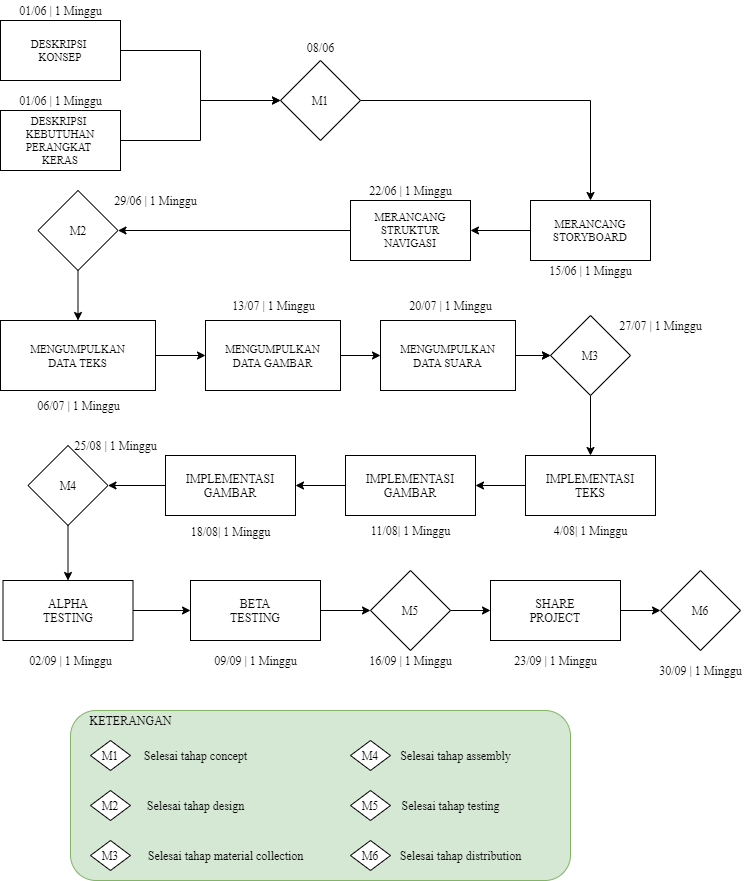 01/06 | 1 Minggu
DESKRIPSI
KONSEP
08/06
M1
01/06 | 1 Minggu
DESKRIPSI
KEBUTUHAN
PERANGKAT
KERAS
29/06 | 1 Minggu
M2
22/06 | 1 Minggu
MERANCANG
STRUKTUR
NAVIGASI
MERANCANG
STORYBOARD
15/06 | 1 Minggu
MENGUMPULKAN
DATA TEKS
06/07 | 1 Minggu
13/07 | 1 Minggu
MENGUMPULKAN
DATA GAMBAR
20/07 | 1 Minggu
MENGUMPULKAN
DATA SUARA
27/07 | 1 Minggu
M3
25/08 | 1 Minggu
M4
IMPLEMENTASI
GAMBAR
18/08| 1 Minggu
IMPLEMENTASI
GAMBAR
11/08| 1 Minggu
IMPLEMENTASI
TEKS
4/08| 1 Minggu
ALPHA
TESTING
02/09 | 1 Minggu
BETA
TESTING
09/09 | 1 Minggu
M5
16/09 | 1 Minggu
SHARE
PROJECT
23/09 | 1 Minggu
M6
30/09 | 1 Minggu
KETERANGAN
M1 Selesai tahap concept
M2 Selesai tahap design
M3 Selesai tahap material collection
M4 Selesai tahap assembly
M5 Selesai tahap testing
M6 Selesai tahap distribution